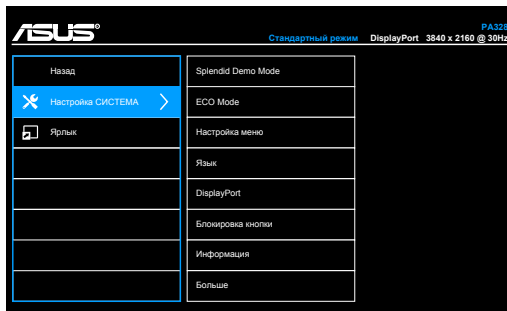 ASUS
PA328
Стандартный режим DisplayPort 3840 x 2160 @ 30Hz
Назад
Настройка СИСТЕМА
Ярлык
Splendid Demo Mode
ECO Mode
Настройка меню
Язык
DisplayPort
Блокировка кнопки
Информация
Больше